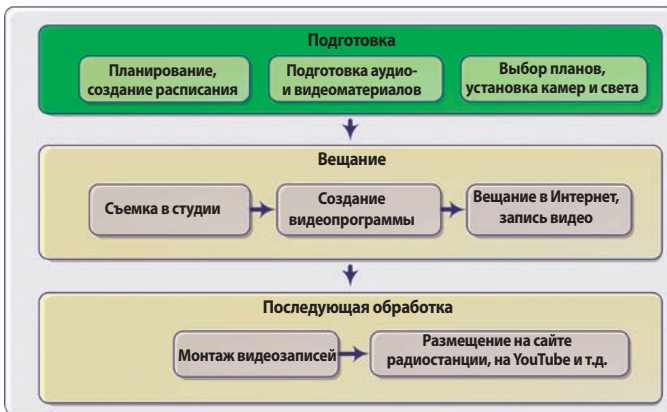 Подготовка
Планирование,
создание расписания
Подготовка аудио-
и видеоматериалов
Выбор планов,
установка камер и света
Вещание
Съемка в студии
Создание
видеопрограммы
Вещание в Интернет,
запись видео
Последующая обработка
Монтаж видеозаписей
Размещение на сайте
радиостанции, на YouTube и т.д.